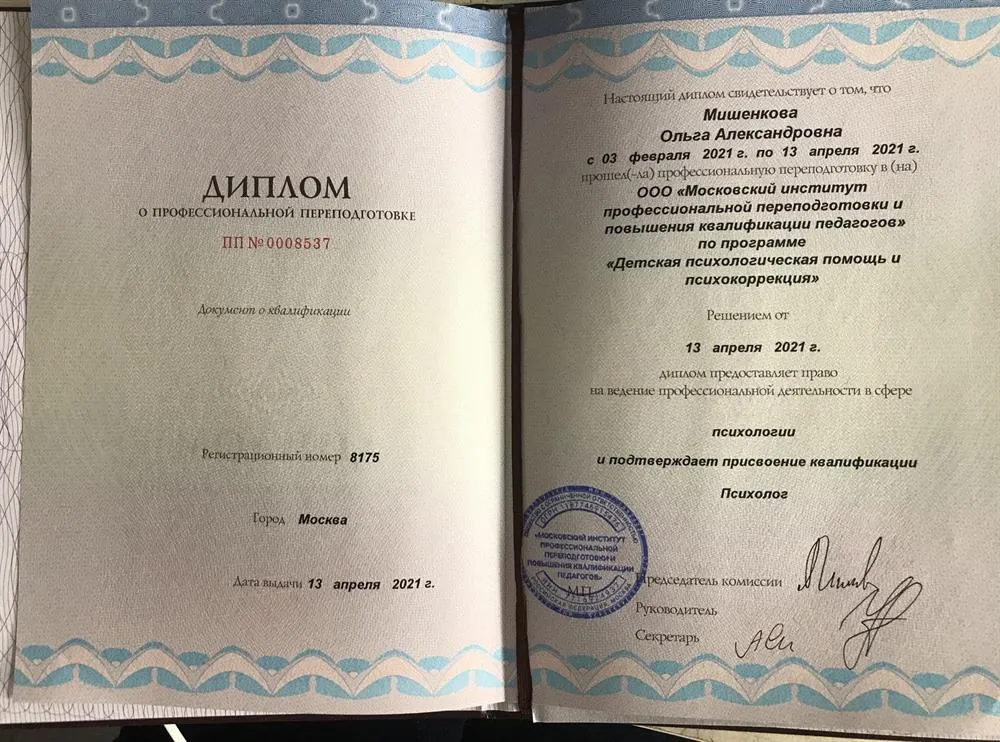 ДИПЛОМ
О ПРОФЕССИОНАЛЬНОЙ ПЕРЕПОДГОТОВКЕ
ПП № 0008537
Документ о квалификации
Регистрационный номер 8175
Город Москва
Дата выдачи 13 апреля 2021 г.
Настоящий диплом свидетельствует о том, что
Мишенкова
Ольга Александровна
с 03 февраля 2021 г. по 13 апреля 2021 г.
прошел(-ла) профессиональную переподготовку в (на)
ООО «Московский институт
профессиональной переподготовки и
повышения квалификации педагогов»
по программе
«Детская психологическая помощь и
психокоррекция»
Решением от
13 апреля 2021 г.
диплом предоставляет право
на ведение профессиональной деятельности в сфере
психологии
и подтверждает присвоение квалификации
Психолог
«МОСКОВСКИЙ ИНСТИТУТ
ПРОФЕССИОНАЛЬНОЙ
ПЕРЕПОДГОТОВКИ И
ПОВЫШЕНИЯ КВАЛИФИКАЦИИ
ПЕДАГОГОВ»
М.П.
Председатель комиссии
Руководитель
Секретарь